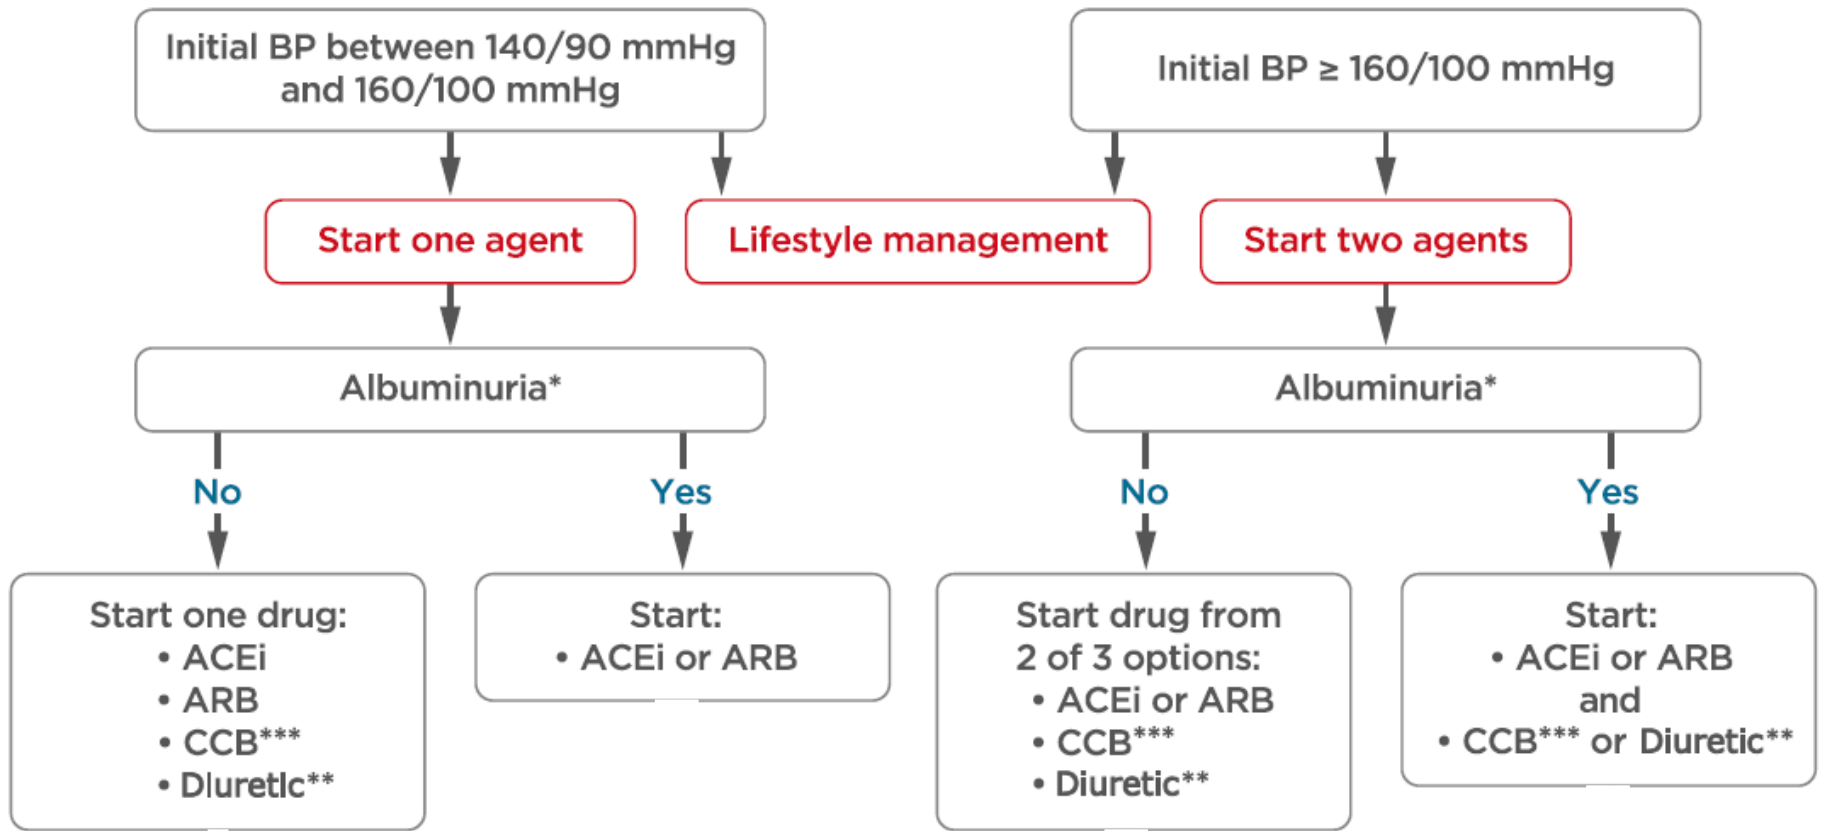 Initial BP between 140/90 mmHg
and 160/100 mmHg
Initial BP ≥ 160/100 mmHg
Start one agent
Lifestyle management
Start two agents
Albuminuria*
Albuminuria*
No
Yes
No
Yes
Start one drug:
• ACEi
• ARB
• CCB***
• Diuretic**
Start:
• ACEi or ARB
Start drug from
2 of 3 options:
• ACEi or ARB
• CCB***
• Diuretic**
Start:
• ACEi or ARB
and
• CCB*** or Diuretic**